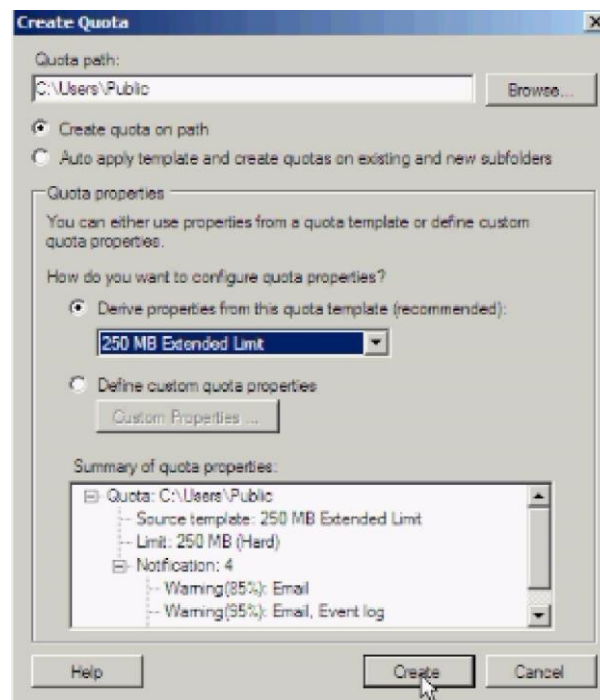 Create Quota
Quota path:
C:\Users\Public
Browse...
Create quota on path
Auto apply template and create quotas on existing and new subfolders
Quota properties
You can either use properties from a quota template or define custom
quota properties.
How do you want to configure quota properties?
Derive properties from this quota template (recommended):
250 MB Extended Limit
Define custom quota properties
Custom Properties ...
Summary of quota properties:
Quota: C:\Users\Public
Source template: 250 MB Extended Limit
Limit: 250 MB (Hard)
Notification: 4
Warning(85%): Email
Warning(95%): Email, Event log
Help
Create
Cancel